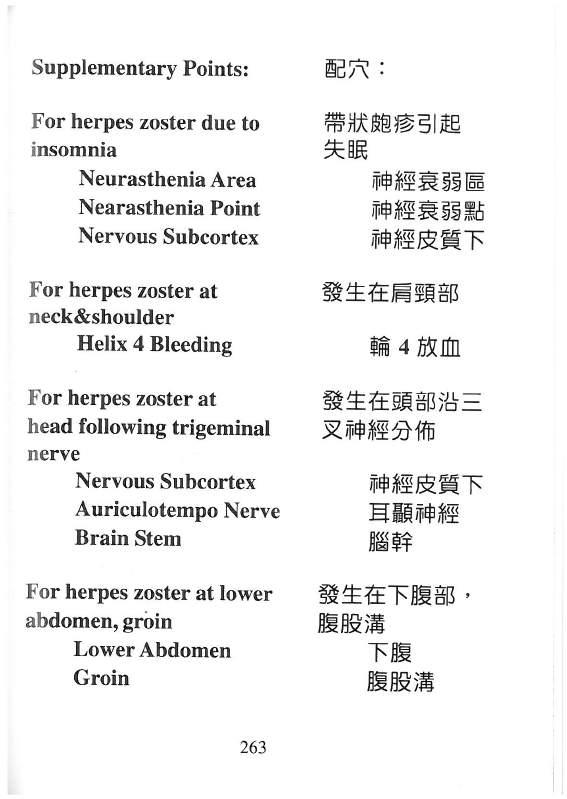 Supplementary Points: 配穴：
For herpes zoster due to 帶狀皰疹引起
insomnia 失眠
Neurasthenia Area 神經衰弱區
Nearasthenia Point 神經衰弱點
Nervous Subcortex 神經皮質下
For herpes zoster at 發生在肩頸部
neck&shoulder
Helix 4 Bleeding 輪 4 放血
For herpes zoster at 發生在頭部沿三
head following trigeminal 叉神經分佈
nerve
Nervous Subcortex 神經皮質下
Auriculotempo Nerve 耳顳神經
Brain Stem 腦幹
For herpes zoster at lower 發生在下腹部，
abdomen, groin 腹股溝
Lower Abdomen 下腹
Groin 腹股溝
263